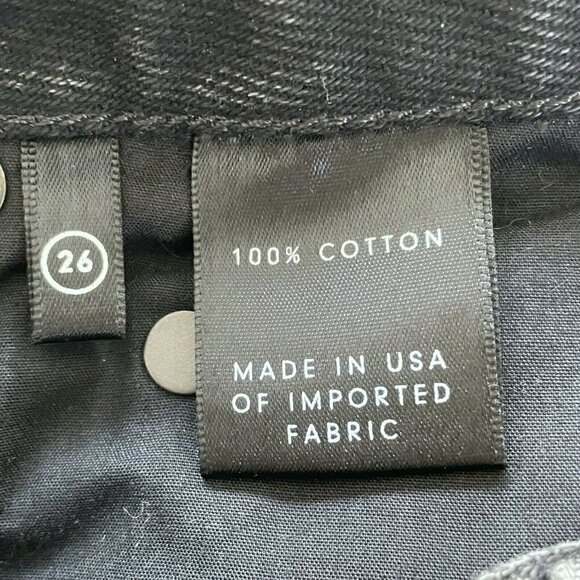 26
100% COTTON
MADE IN USA
OF IMPORTED
FABRIC